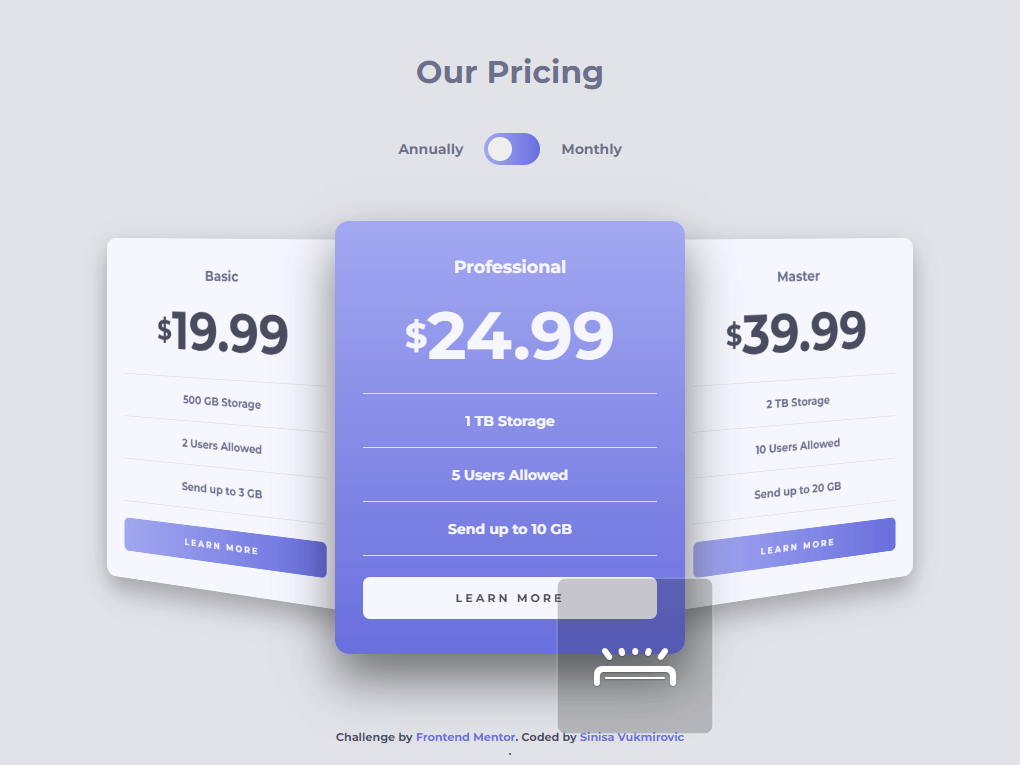 Our Pricing
Annually
Monthly
Basic
$19.99
500 GB Storage
2 Users Allowed
Send up to 3 GB
LEARN MORE
Professional
$24.99
1 TB Storage
5 Users Allowed
Send up to 10 GB
LEARN MORE
Master
$39.99
2 TB Storage
10 Users Allowed
Send up to 20 GB
LEARN MORE
Challenge by Frontend Mentor. Coded by Sinisa Vukmirovic
.